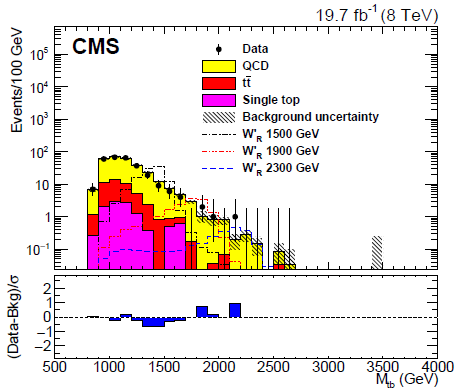 19.7 fb⁻¹ (8 TeV)
CMS
Data
QCD
tt̄
Single top
Background uncertainty
W'R 1500 GeV
W'R 1900 GeV
W'R 2300 GeV
Events/100 GeV
10⁵
10⁴
10³
10²
10
1
10⁻¹
(Data-Bkg)/σ
2
1
0
-1
-2
500 1000 1500 2000 2500 3000 3500 4000
Mtb (GeV)